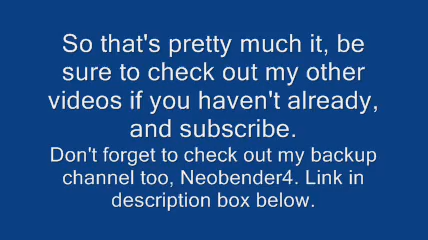 So that's pretty much it, be
sure to check out my other
videos if you haven't already,
and subscribe.
Don't forget to check out my backup
channel too, Neobender4. Link in
description box below.